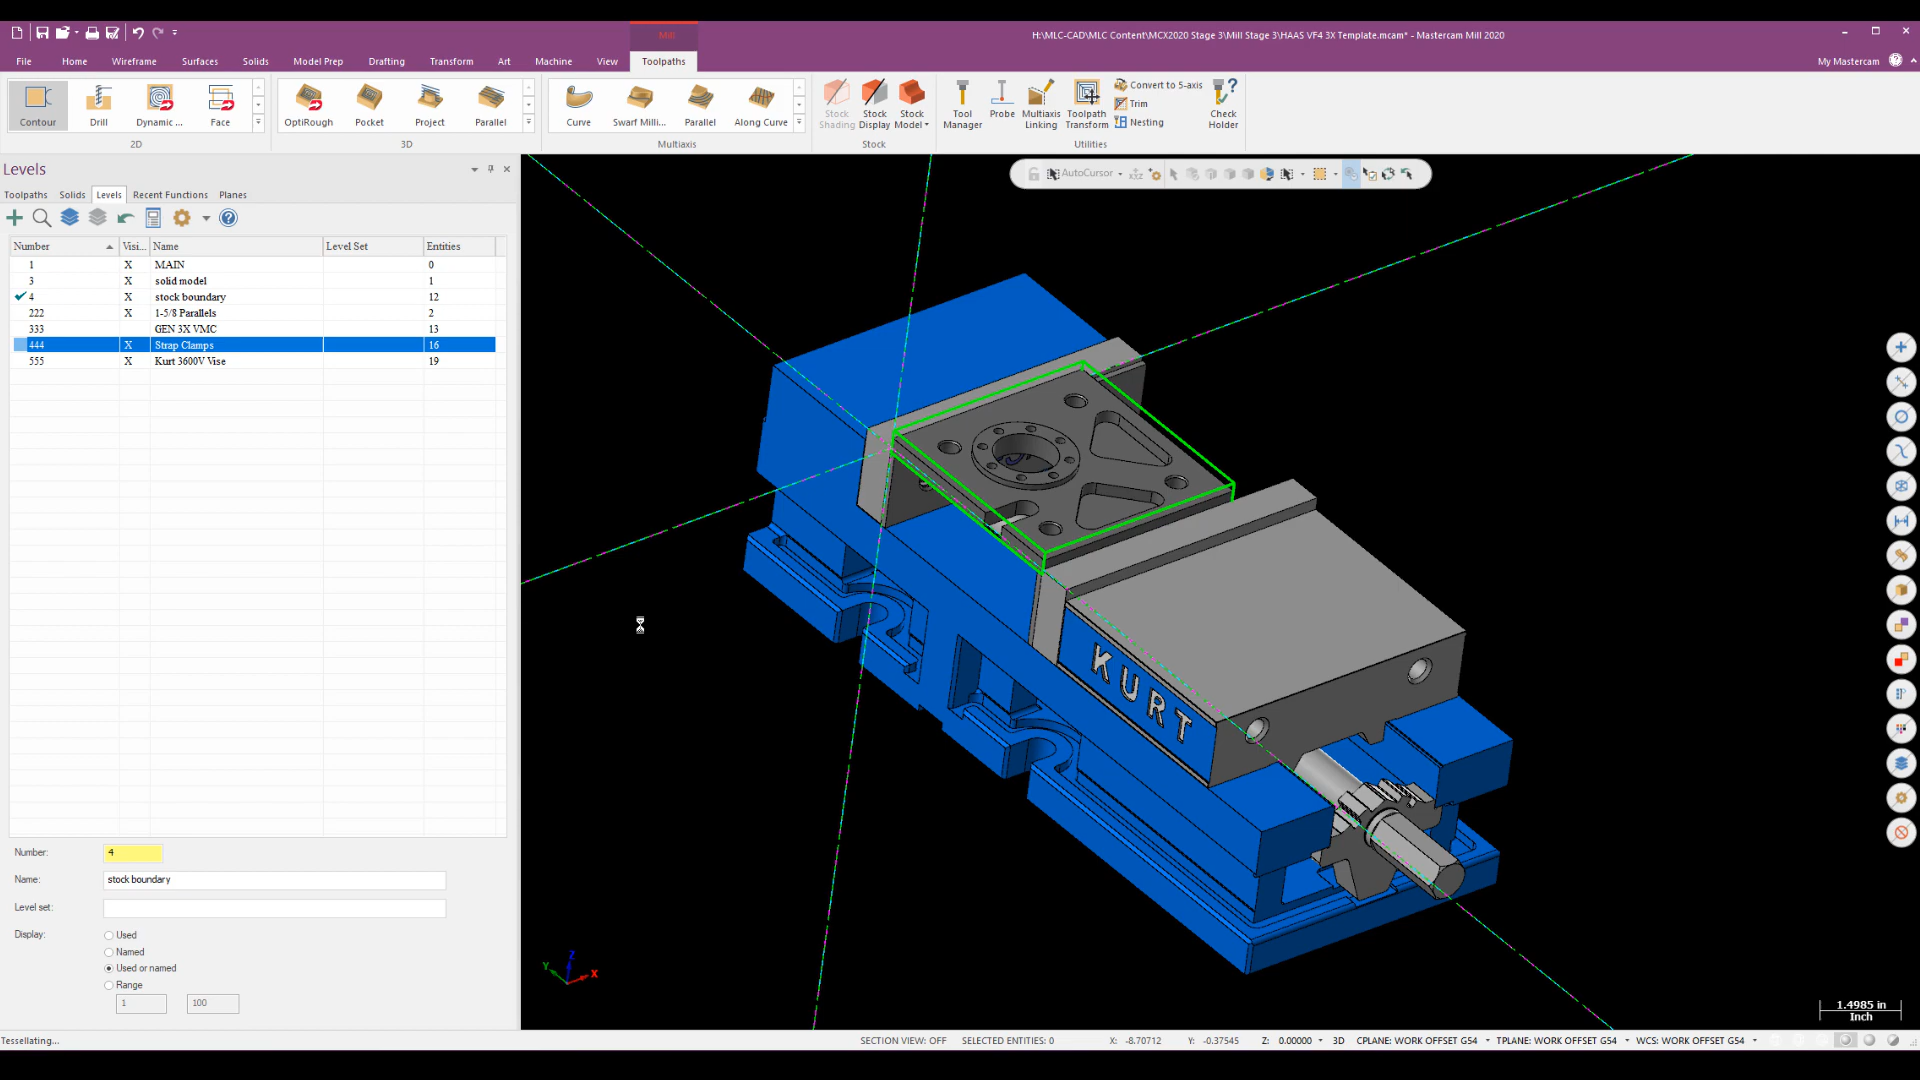 Mill
H:\MLC-CAD\MLC Content\MCX2020 Stage 3\Mill Stage 3\HAAS VF4 3X Template.mcam* - Mastercam Mill 2020
File Home Wireframe Surfaces Solids Model Prep Drafting Transform Art Machine View Toolpaths My Mastercam
Contour Drill Dynamic ... Face
2D
OptiRough Pocket Project Parallel
3D
Curve Swarf Milli... Parallel Along Curve
Multiaxis
Stock Shading Stock Display Stock Model
Stock
Tool Manager Probe Multiaxis Linking Toolpath Transform
Convert to 5-axis
Trim
Nesting
Check Holder
Utilities
Levels
Toolpaths Solids Levels Recent Functions Planes
AutoCursor
Number Visi... Name Level Set Entities
1 X MAIN 0
3 X solid model 1
4 X stock boundary 12
222 X 1-5/8 Parallels 2
333 GEN 3X VMC 13
444 X Strap Clamps 16
555 X Kurt 3600V Vise 19
KURT
Number: 4
Name: stock boundary
Level set:
Display:
Used
Named
Used or named
Range
1 100
Z
Y X
1.4985 in
Inch
Tessellating...
SECTION VIEW: OFF SELECTED ENTITIES: 0 X: -8.70712 Y: -0.37545 Z: 0.00000 3D CPLANE: WORK OFFSET G54 TPLANE: WORK OFFSET G54 WCS: WORK OFFSET G54